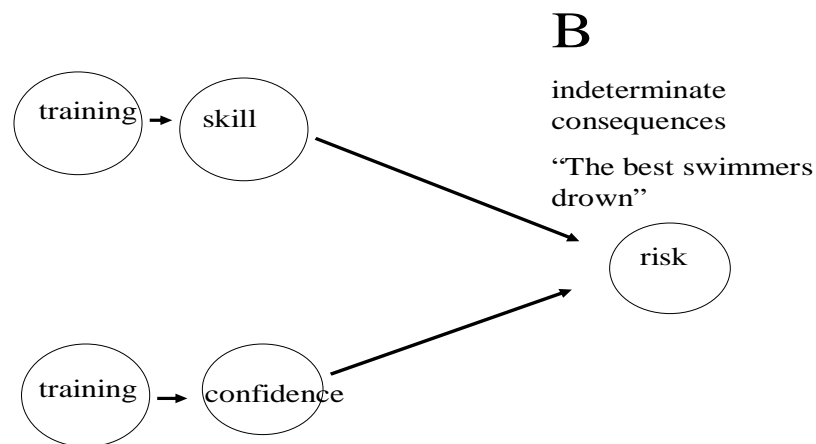 B
indeterminate
consequences
“The best swimmers
drown”
training
skill
risk
training
confidence